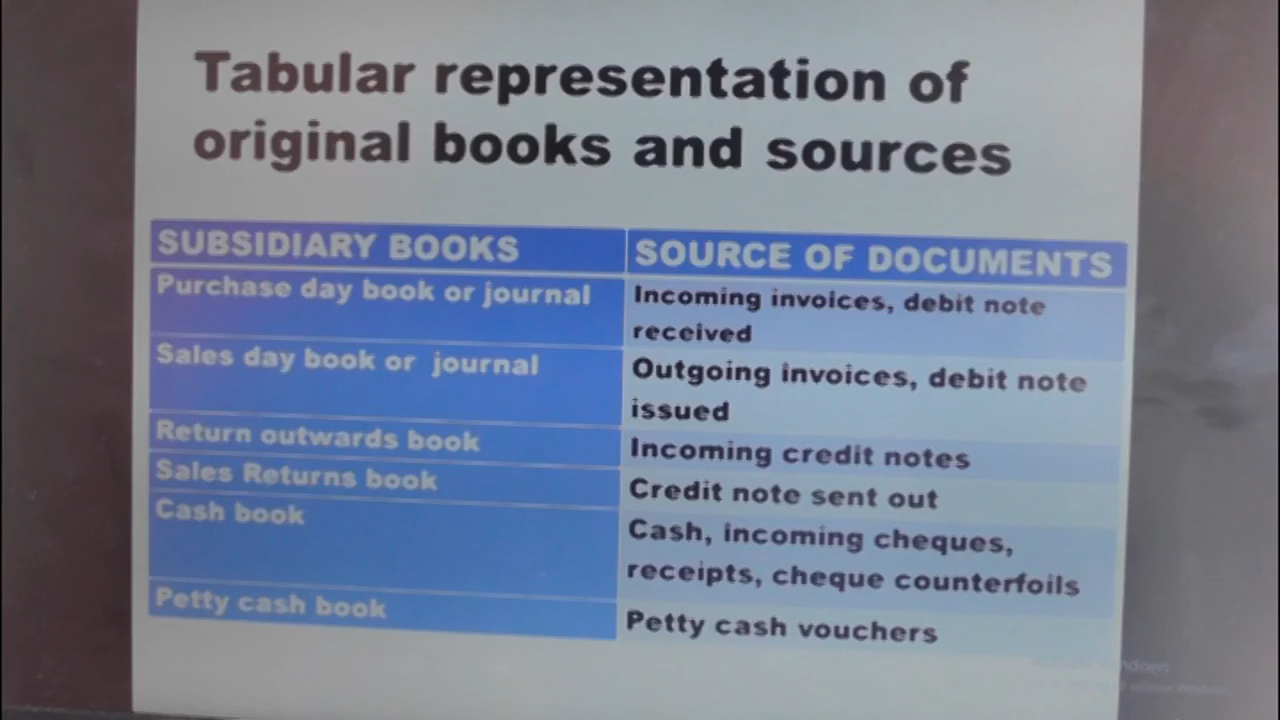 Tabular representation of
original books and sources
SUBSIDIARY BOOKS
SOURCE OF DOCUMENTS
Purchase day book or journal
Incoming invoices, debit note
received
Sales day book or journal
Outgoing invoices, debit note
issued
Return outwards book
Incoming credit notes
Sales Returns book
Credit note sent out
Cash book
Cash, incoming cheques,
receipts, cheque counterfoils
Petty cash book
Petty cash vouchers